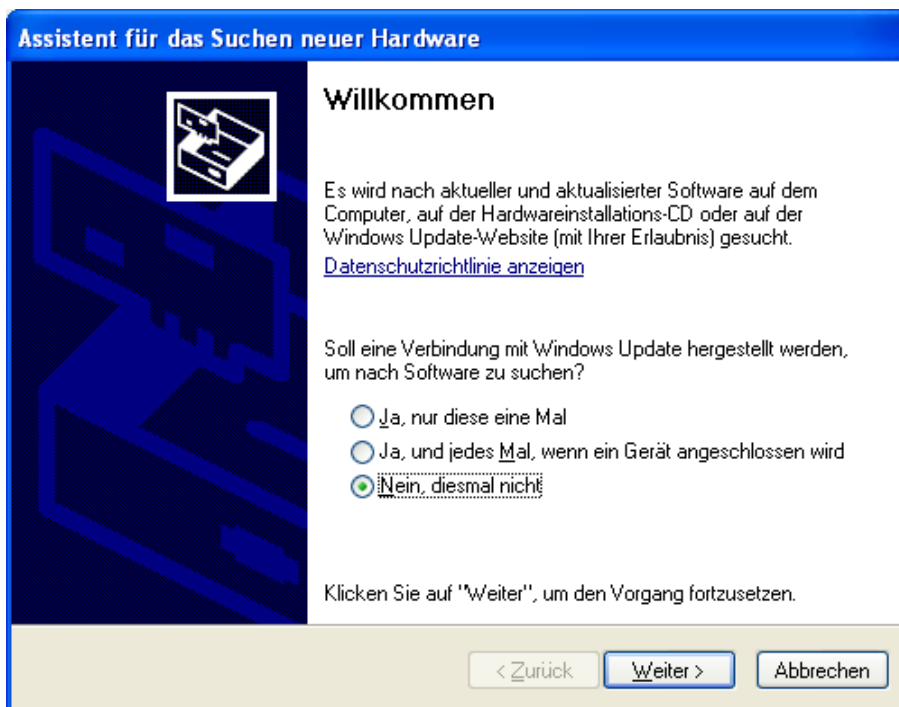 Assistent für das Suchen neuer Hardware
Willkommen
Es wird nach aktueller und aktualisierter Software auf dem
Computer, auf der Hardwareinstallations-CD oder auf der
Windows Update-Website (mit Ihrer Erlaubnis) gesucht.
Datenschutzrichtlinie anzeigen
Soll eine Verbindung mit Windows Update hergestellt werden,
um nach Software zu suchen?
Ja, nur diese eine Mal
Ja, und jedes Mal, wenn ein Gerät angeschlossen wird
Nein, diesmal nicht
Klicken Sie auf "Weiter", um den Vorgang fortzusetzen.
< Zurück Weiter > Abbrechen